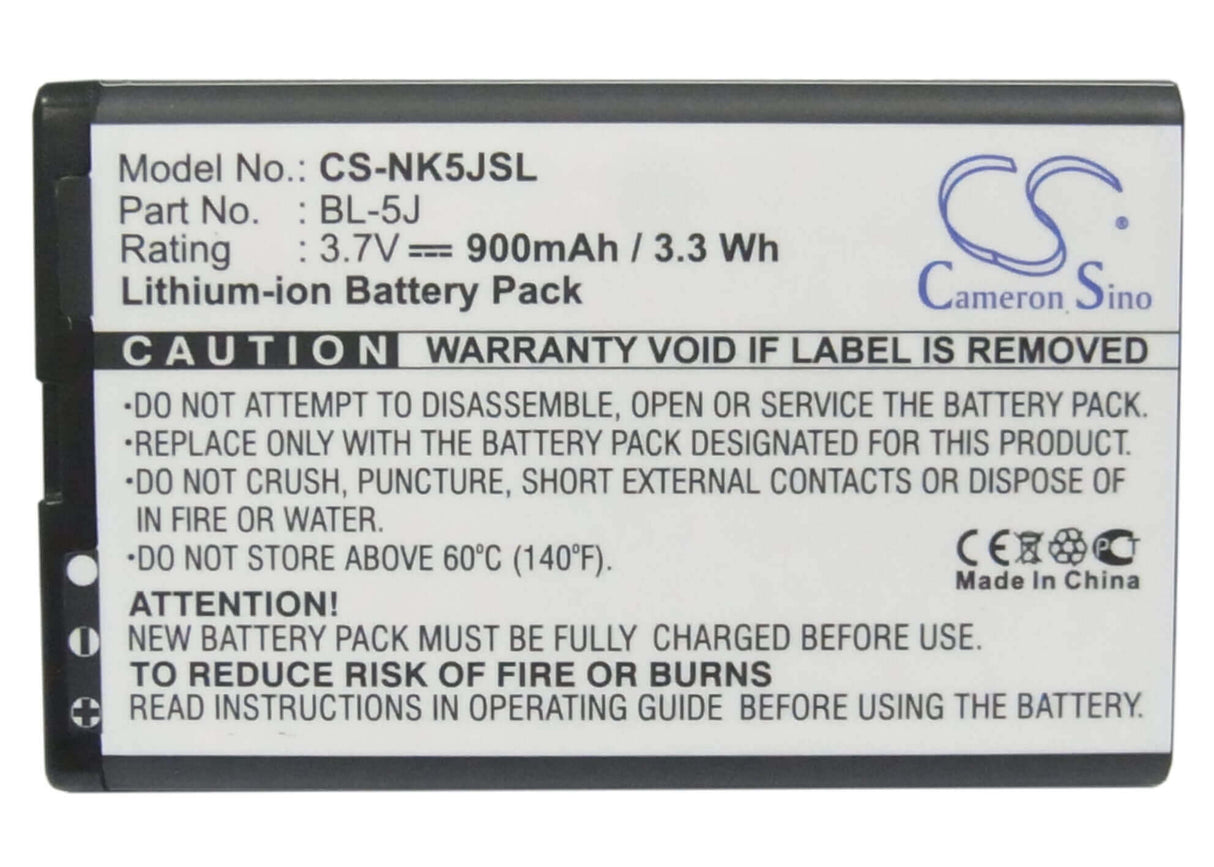 Model No.: CS-NK5JSL
Part No. : BL-5J
Rating : 3.7V 900mAh / 3.3 Wh
Lithium-ion Battery Pack
CS®
Cameron Sino
CAUTION WARRANTY VOID IF LABEL IS REMOVED
·DO NOT ATTEMPT TO DISASSEMBLE, OPEN OR SERVICE THE BATTERY PACK.
·REPLACE ONLY WITH THE BATTERY PACK DESIGNATED FOR THIS PRODUCT.
·DO NOT CRUSH, PUNCTURE, SHORT EXTERNAL CONTACTS OR DISPOSE OF
IN FIRE OR WATER.
·DO NOT STORE ABOVE 60°C (140°F).
CE PCT
Made In China
ATTENTION!
NEW BATTERY PACK MUST BE FULLY CHARGED BEFORE USE.
TO REDUCE RISK OF FIRE OR BURNS
READ INSTRUCTIONS IN OPERATING GUIDE BEFORE USING THE BATTERY.